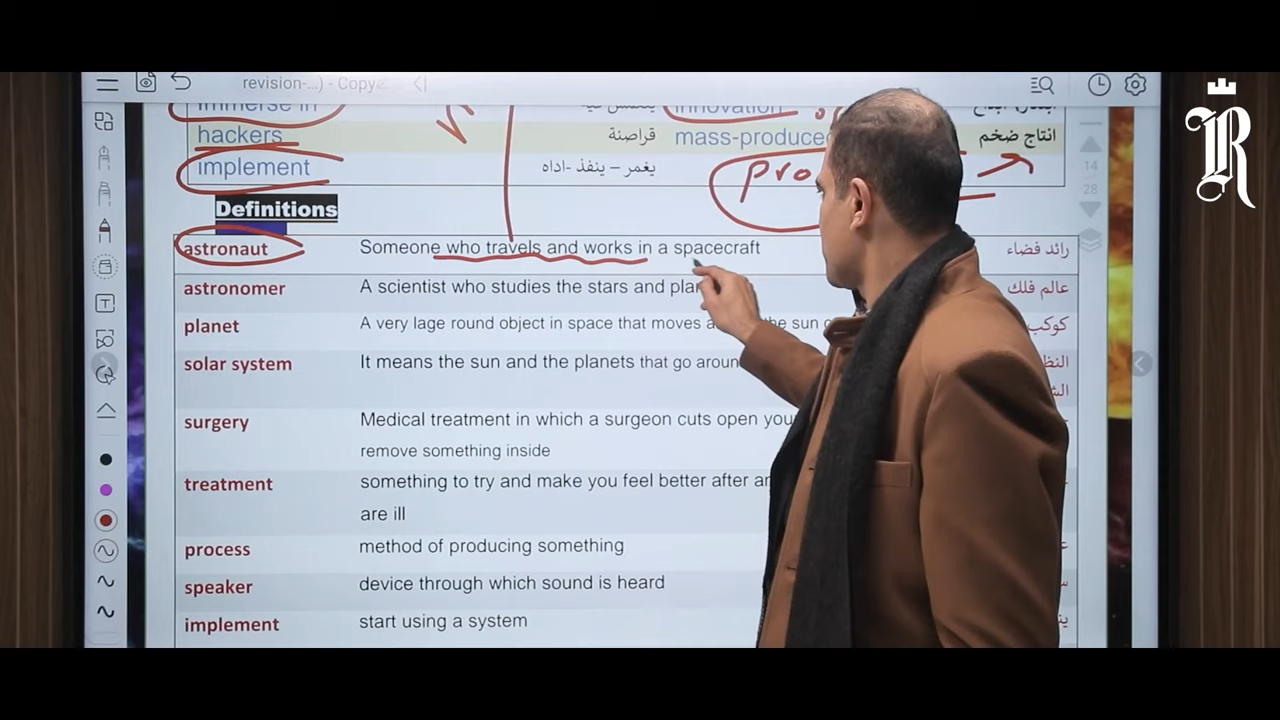 revision-...) - Copy
immerse in
innovation
hackers قراصنة mass-produced انتاج ضخم
implement يغمر – ينفذ -اداه
pro
14
28
Definitions
astronaut Someone who travels and works in a spacecraft رائد فضاء
astronomer A scientist who studies the stars and عالم فلك
planet A very lage round object in space that moves the sun كوكب
solar system It means the sun and the planets that go
surgery Medical treatment in which a surgeon cuts open
remove something inside
treatment something to try and make you feel better after
are ill
process method of producing something
speaker device through which sound is heard
implement start using a system
R